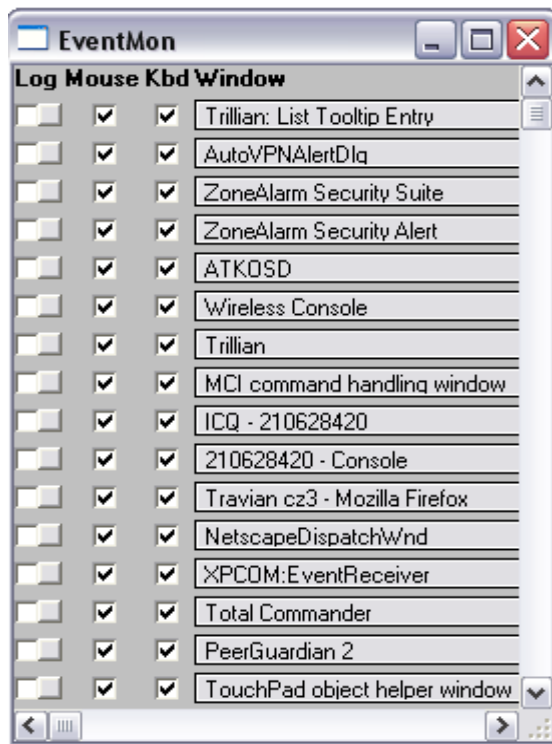 EventMon
Log Mouse Kbd Window
Trillian: List Tooltip Entry
AutoVPNAlertDlg
ZoneAlarm Security Suite
ZoneAlarm Security Alert
ATKOSD
Wireless Console
Trillian
MCI command handling window
ICQ - 210628420
210628420 - Console
Travian cz3 - Mozilla Firefox
NetscapeDispatchWnd
XPCOM:EventReceiver
Total Commander
PeerGuardian 2
TouchPad object helper window